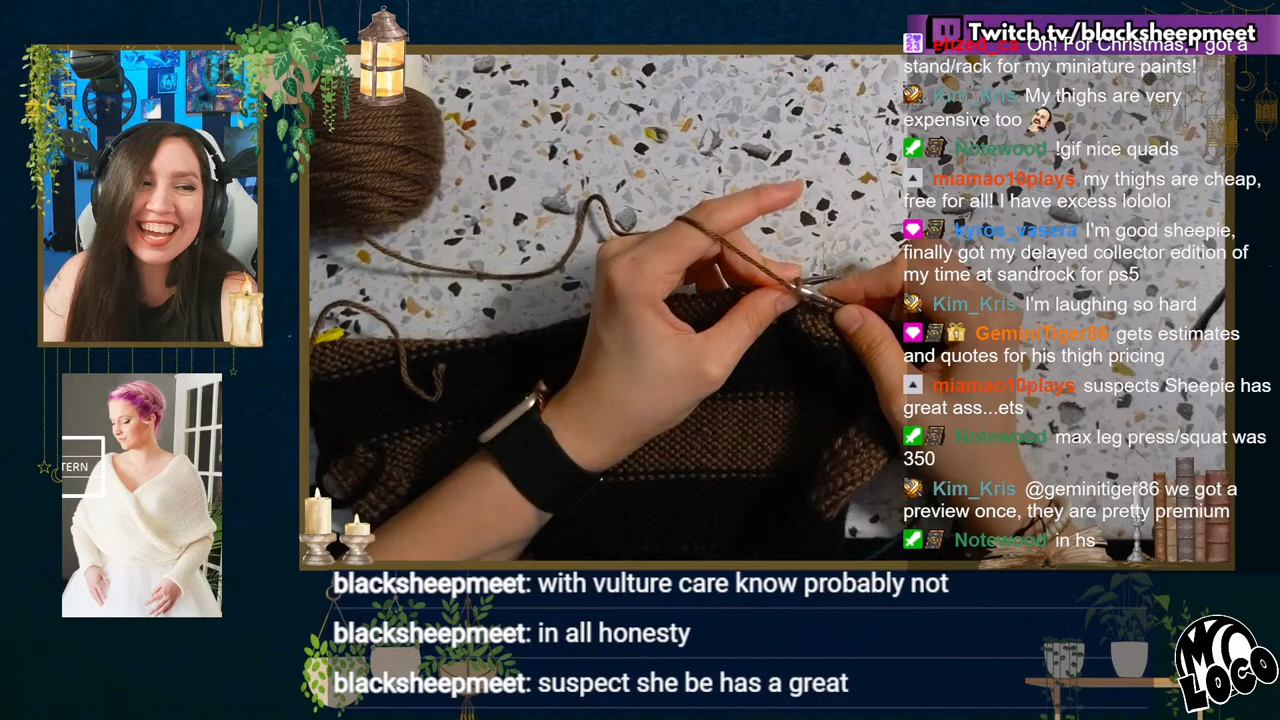 Twitch.tv/blacksheepmeet
enzed_ca Oh! For Christmas, I got a
stand/rack for my miniature paints!
Kim_Kris My thighs are very
expensive too
Notewood !gif nice quads
miamao10plays my thighs are cheap,
free for all! I have excess lololol
kyros_vasera I'm good sheepie,
finally got my delayed collector edition of
my time at sandrock for ps5
Kim_Kris I'm laughing so hard
GeminiTiger86 gets estimates
and quotes for his thigh pricing
miamao10plays suspects Sheepie has
great ass...ets
Notewood max leg press/squat was
350
Kim_Kris @geminitiger86 we got a
preview once, they are pretty premium
Notewood in hs
TERN
blacksheepmeet: with vulture care know probably not
blacksheepmeet: in all honesty
blacksheepmeet: suspect she be has a great
MC
LOCO